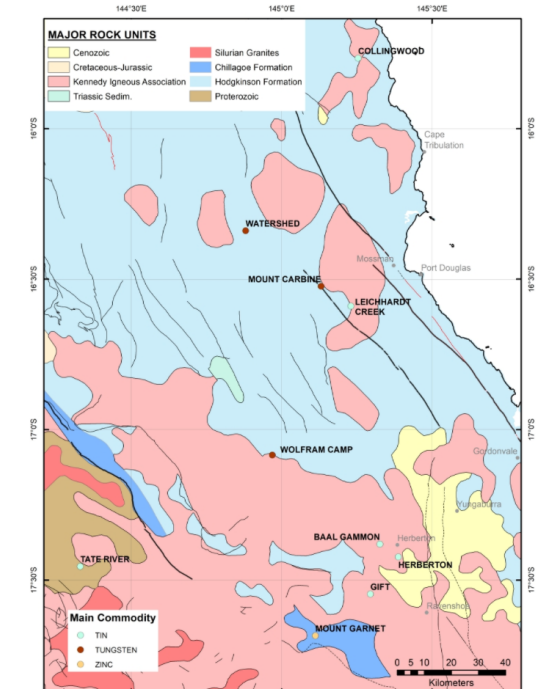 144°30'E 145°0'E 145°30'E
MAJOR ROCK UNITS
Cenozoic
Cretaceous-Jurassic
Kennedy Igneous Association
Triassic Sedim.
Silurian Granites
Chillagoe Formation
Hodgkinson Formation
Proterozoic
COLLINGWOOD
16°0'S 16°0'S
Cape
Tribulation
WATERSHED
Mossman
Port Douglas
MOUNT CARBINE
16°30'S 16°30'S
LEICHHARDT
CREEK
17°0'S 17°0'S
WOLFRAM CAMP
Gordonvale
Yungaburra
BAAL GAMMON
Herberton
HERBERTON
TATE RIVER
17°30'S 17°30'S
GIFT
Ravenshoe
Main Commodity
TIN
TUNGSTEN
ZINC
MOUNT GARNET
0 5 10 20 30 40
Kilometers